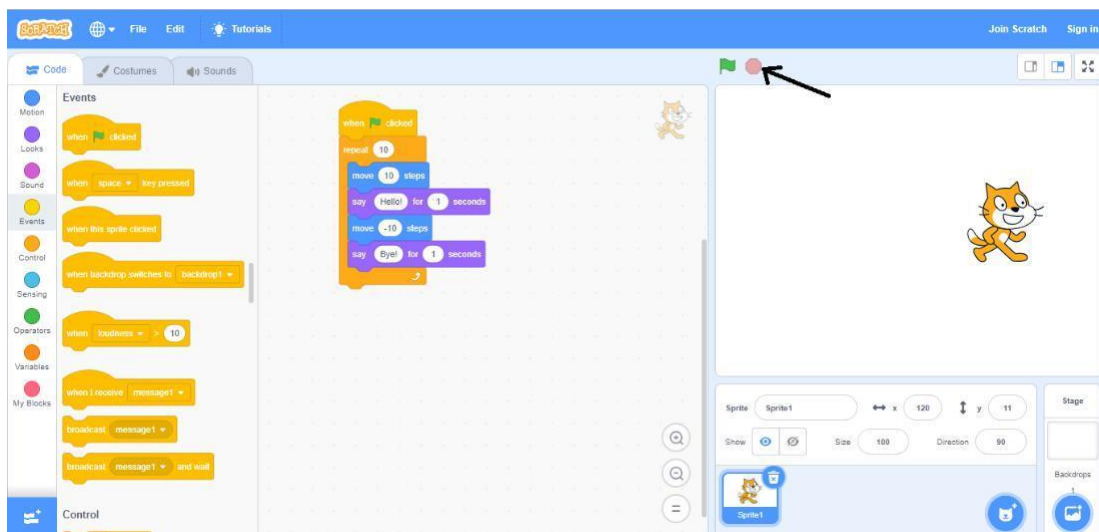 SCRATCH File Edit Tutorials Join Scratch Sign in
Code Costumes Sounds
Motion
Looks
Sound
Events
Control
Sensing
Operators
Variables
My Blocks
Events
when clicked
when space key pressed
when this sprite clicked
when backdrop switches to backdrop1
when loudness > 10
when I receive message1
broadcast message1
broadcast message1 and wait
Control
when clicked
repeat 10
move 10 steps
say Hello! for 1 seconds
move -10 steps
say Bye! for 1 seconds
Sprite Sprite1 x 120 y 11
Show Size 100 Direction 90
Sprite1
Stage
Backdrops
1